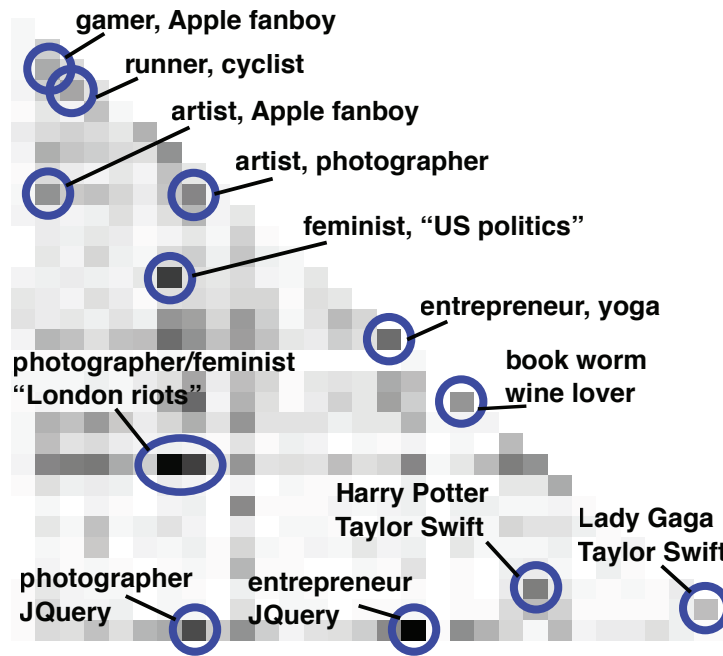 gamer, Apple fanboy
runner, cyclist
artist, Apple fanboy
artist, photographer
feminist, “US politics”
entrepreneur, yoga
photographer/feminist
“London riots”
book worm
wine lover
Harry Potter
Taylor Swift
Lady Gaga
Taylor Swift
photographer
JQuery
entrepreneur
JQuery